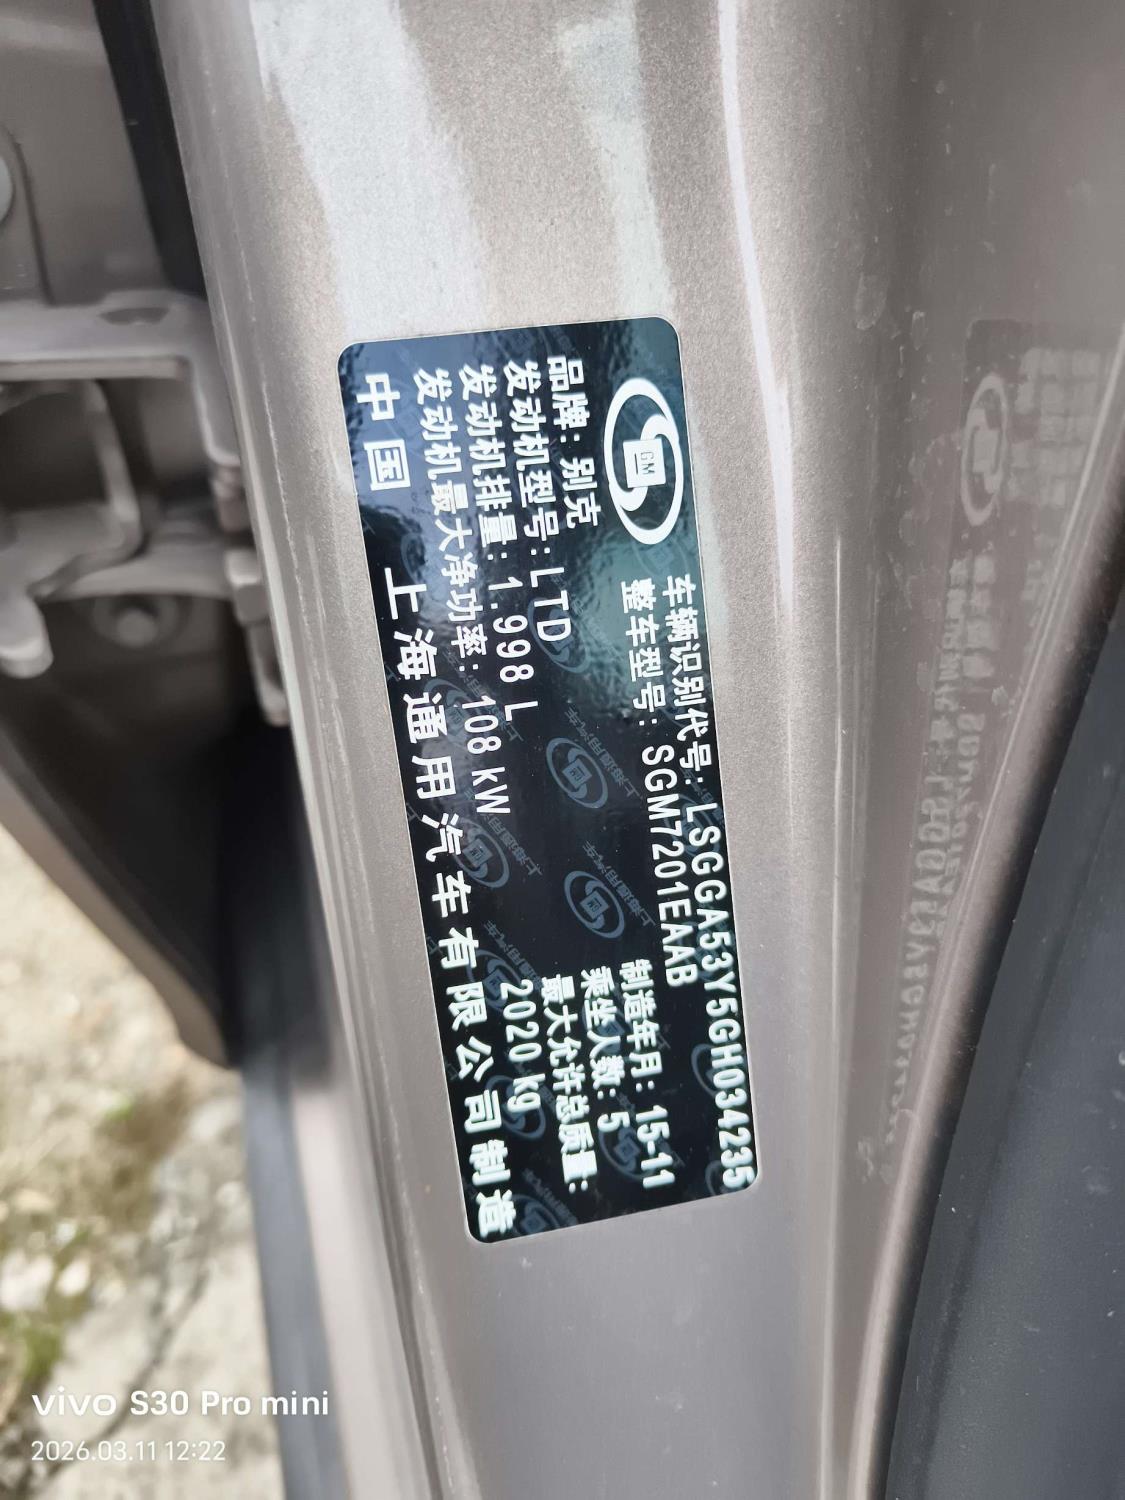 GM
车辆识别代号: LSGGA53Y5GH034235
整车型号: SGM7201EAAB
品牌: 别克
制造年月: 15-11
发动机型号: LTD
乘坐人数: 5
发动机排量: 1.998 L
最大允许总质量:
发动机最大净功率: 108 kW
2020 kg
中国 上海通用汽车有限公司制造
vivo S30 Pro mini
2026.03.11 12:22